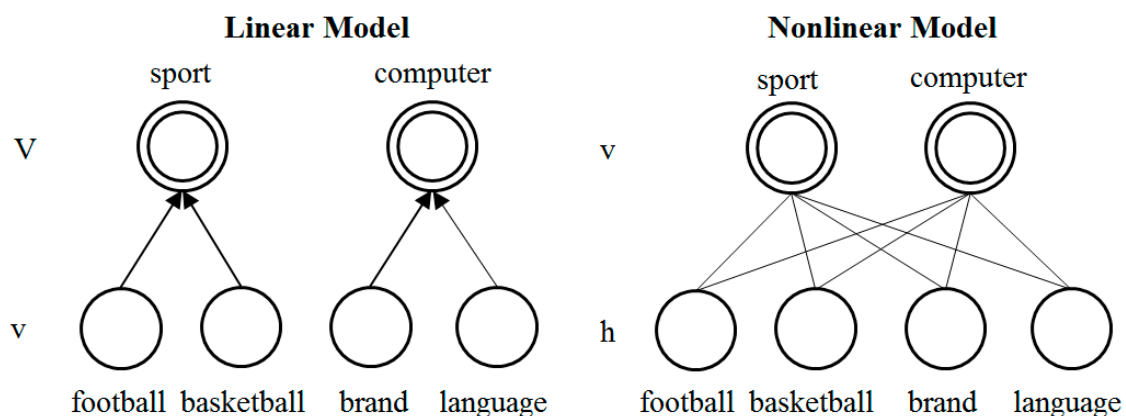 Linear Model
sport computer
V
v
football basketball brand language
Nonlinear Model
sport computer
v
h
football basketball brand language